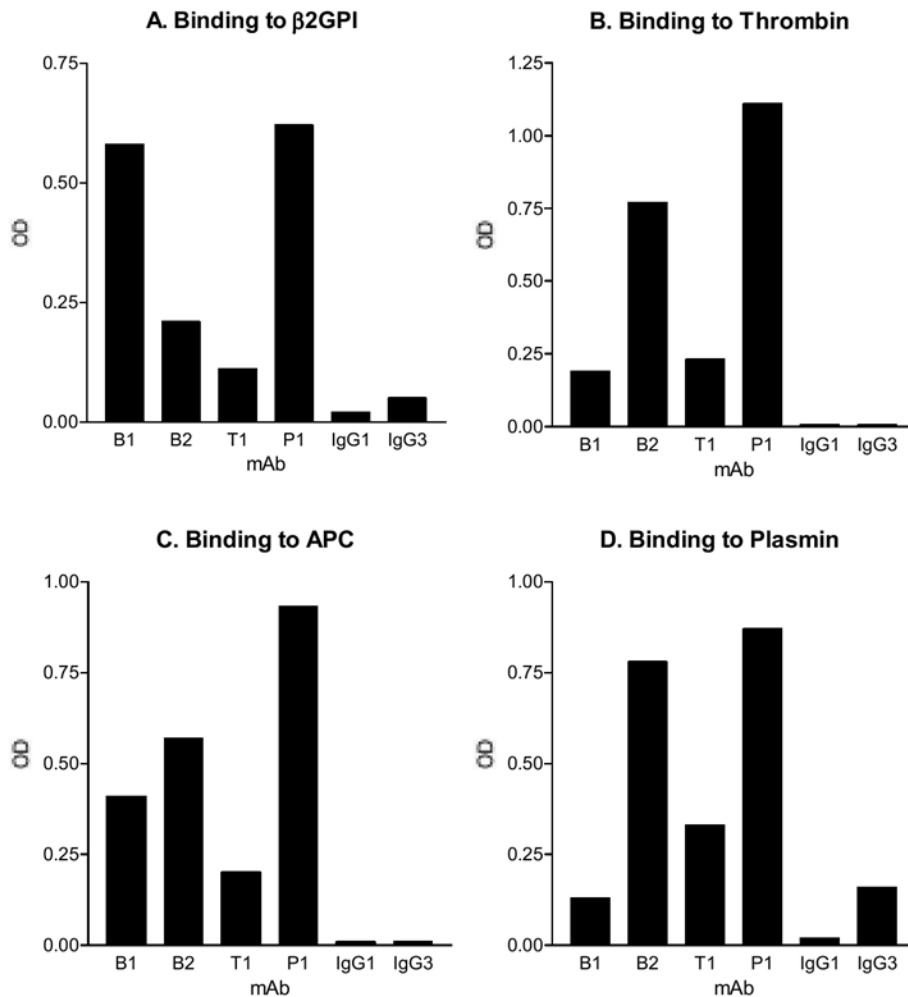 A. Binding to β2GPI
0.75
0.50
0.25
0.00
OD
B1 B2 T1 P1 IgG1 IgG3
mAb
B. Binding to Thrombin
1.25
1.00
0.75
0.50
0.25
0.00
OD
B1 B2 T1 P1 IgG1 IgG3
mAb
C. Binding to APC
1.00
0.75
0.50
0.25
0.00
OD
B1 B2 T1 P1 IgG1 IgG3
mAb
D. Binding to Plasmin
1.00
0.75
0.50
0.25
0.00
OD
B1 B2 T1 P1 IgG1 IgG3
mAb